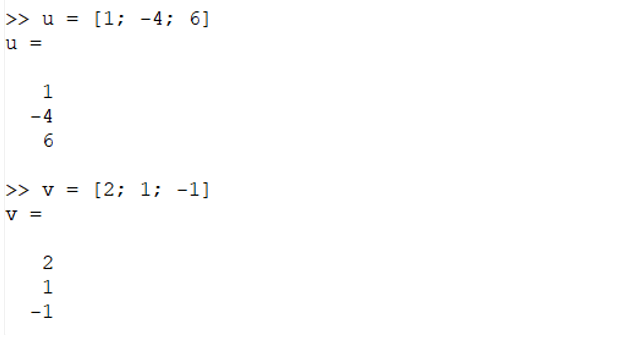 >> u = [1; -4; 6]
u =
1
-4
6
>> v = [2; 1; -1]
v =
2
1
-1